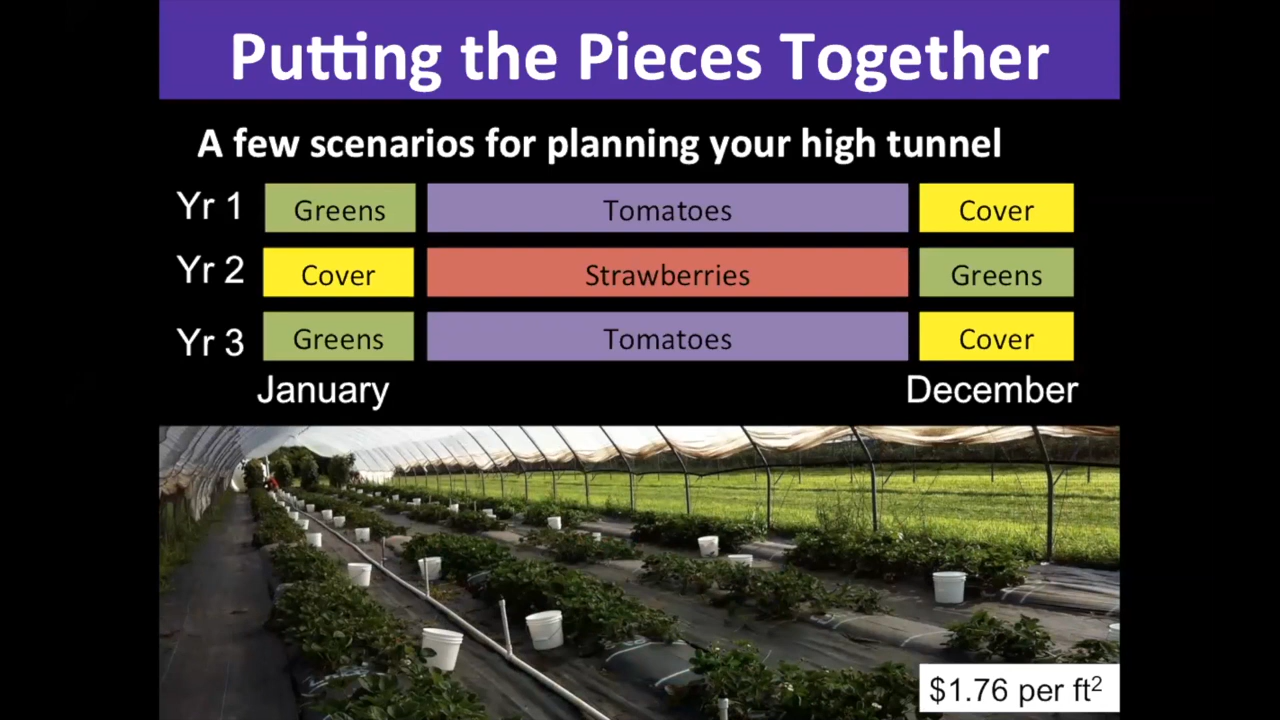 Putting the Pieces Together
A few scenarios for planning your high tunnel
Yr 1 Greens Tomatoes Cover
Yr 2 Cover Strawberries Greens
Yr 3 Greens Tomatoes Cover
January December
$1.76 per ft²